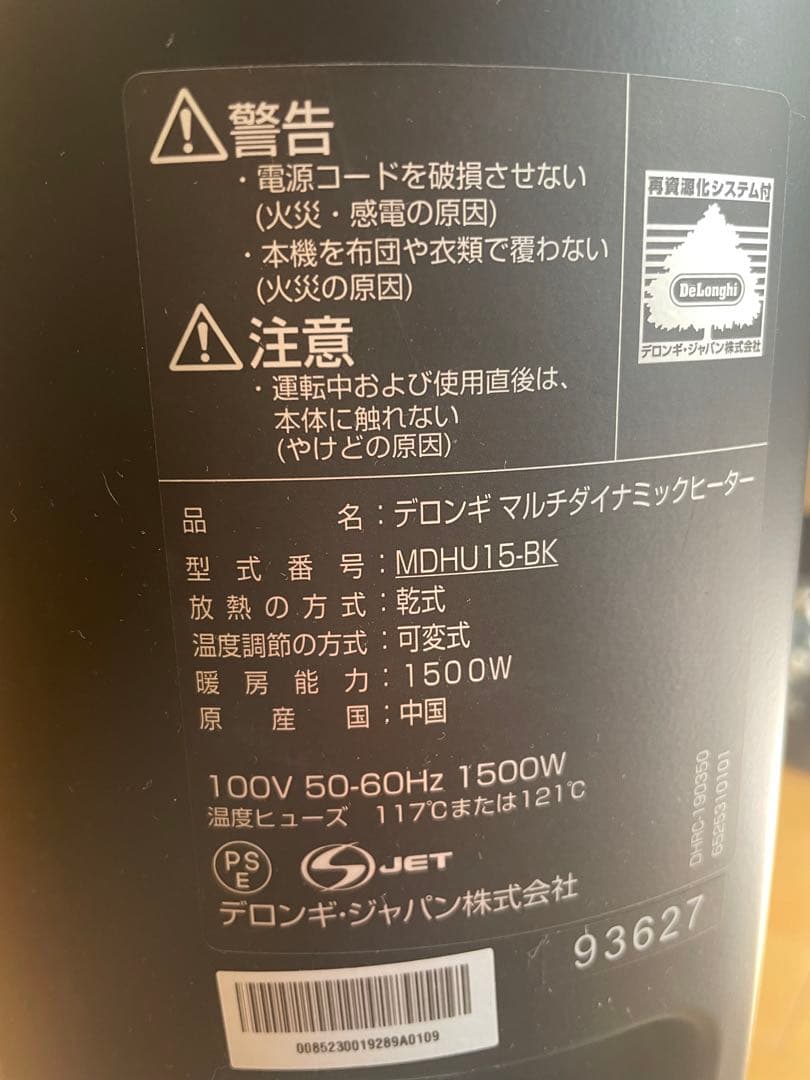 警告
・電源コードを破損させない
(火災・感電の原因)
・本機を布団や衣類で覆わない
(火災の原因)
注意
・運転中および使用直後は、
本体に触れない
(やけどの原因)
再資源化システム付
DeLonghi
デロンギ・ジャパン株式会社
品名：デロンギ マルチダイナミックヒーター
型式番号：MDHU15-BK
放熱の方式：乾式
温度調節の方式：可変式
暖房能力：1500W
原産国：中国
100V 50-60Hz 1500W
温度ヒューズ 117℃または121℃
PSE
S JET
デロンギ・ジャパン株式会社
DHRC-190350
6525310101
93627
0085230019289A0109